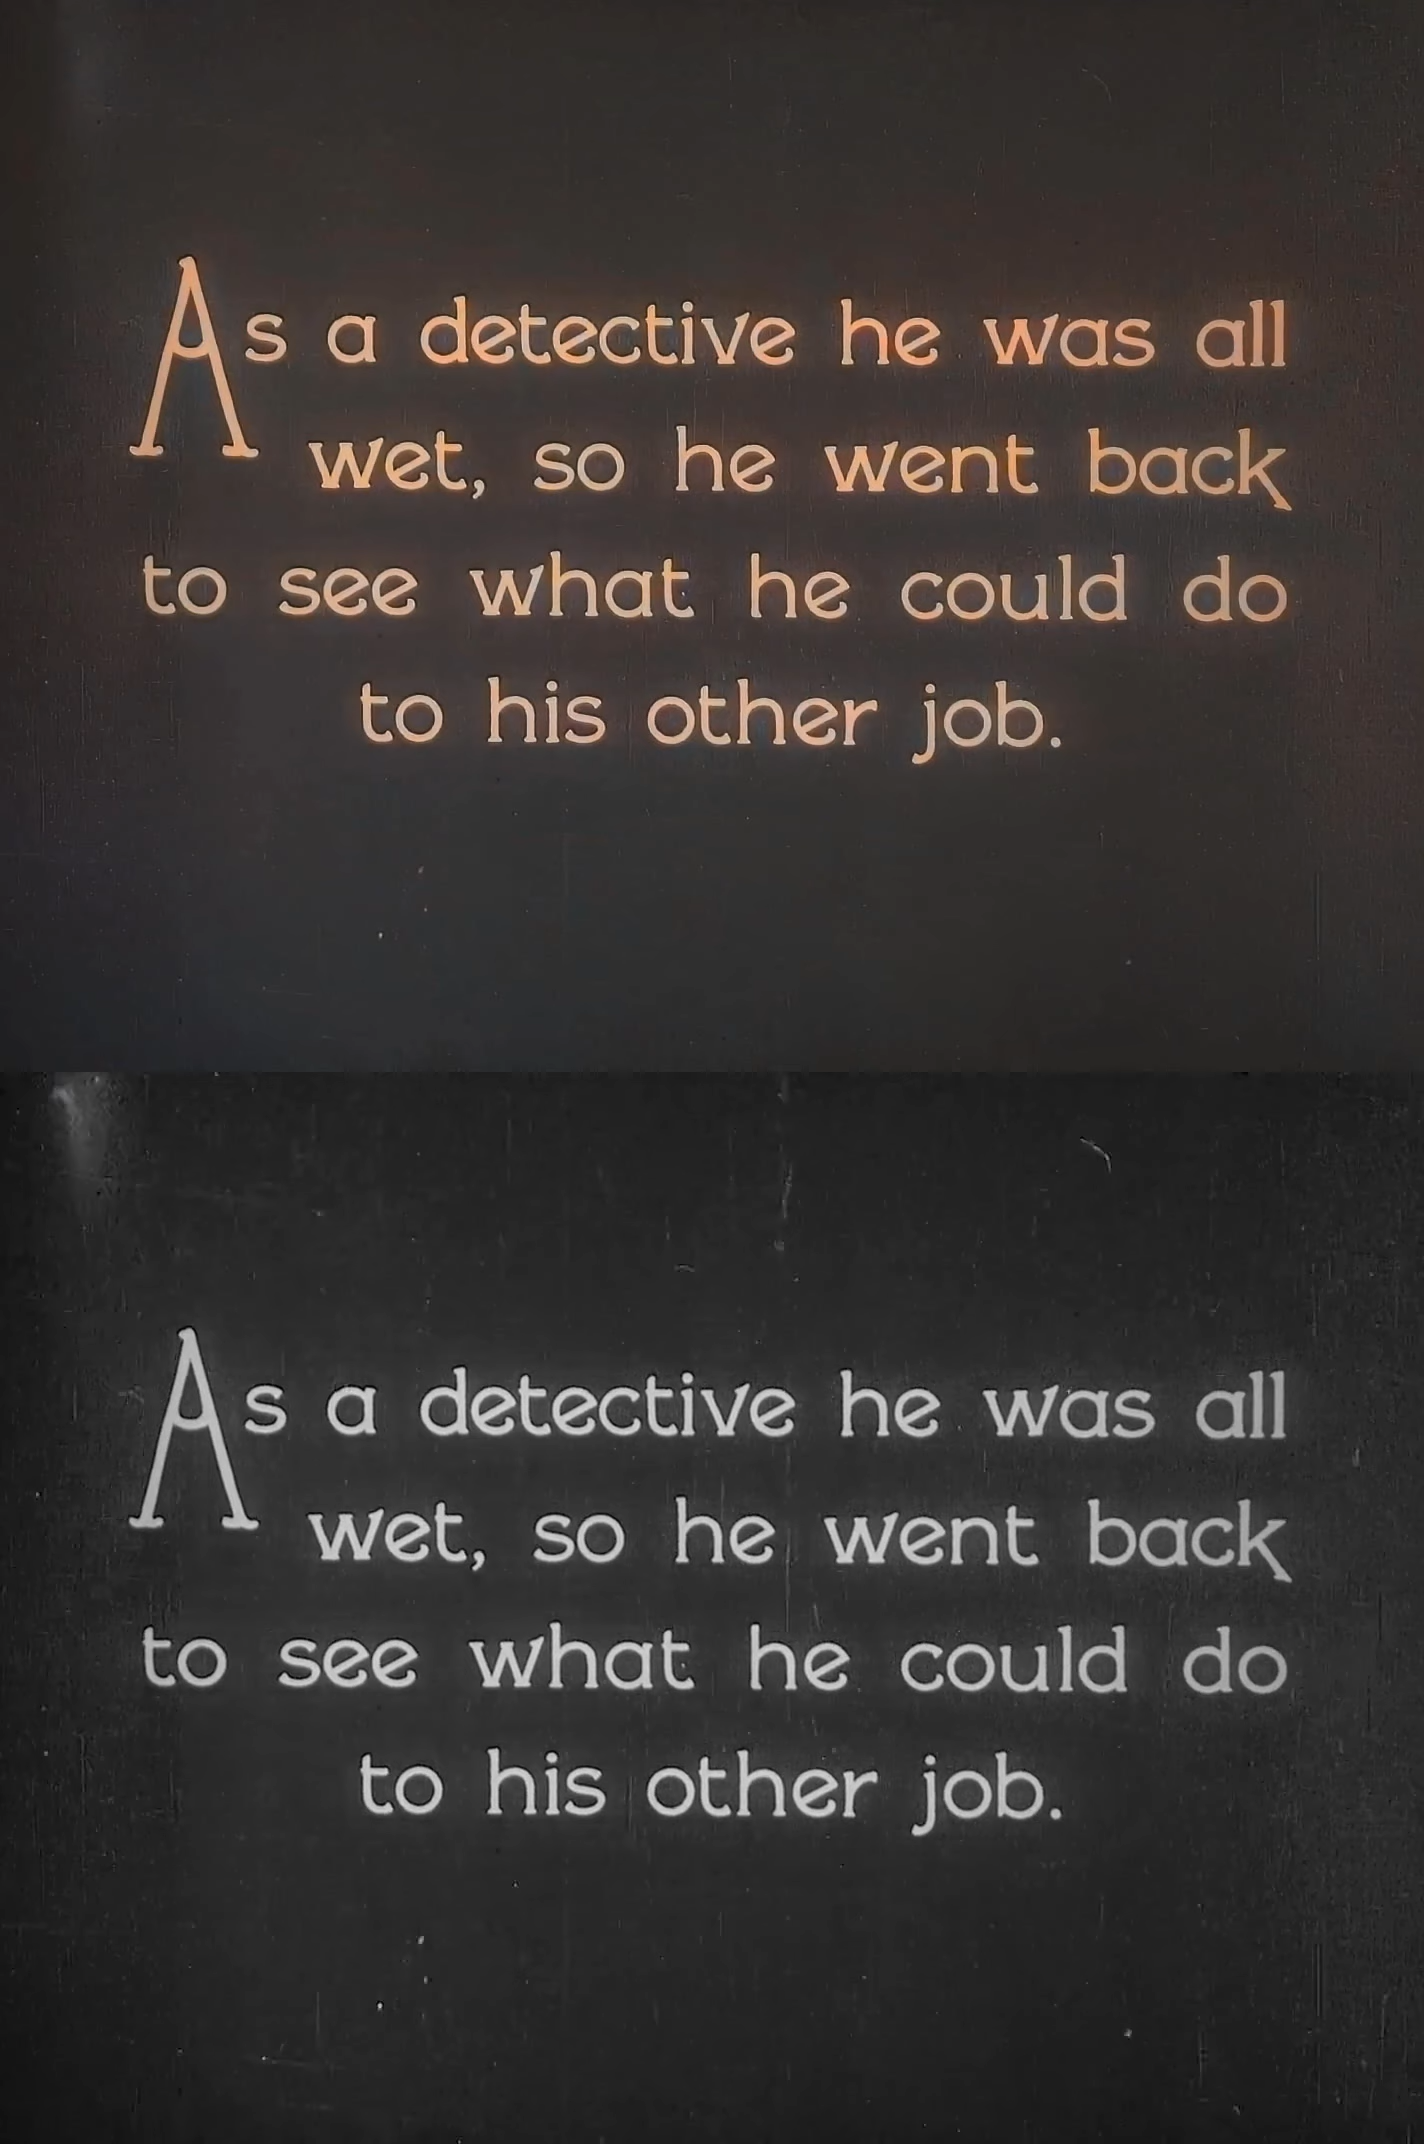 As a detective he was all
wet, so he went back
to see what he could do
to his other job.
As a detective he was all
wet, so he went back
to see what he could do
to his other job.